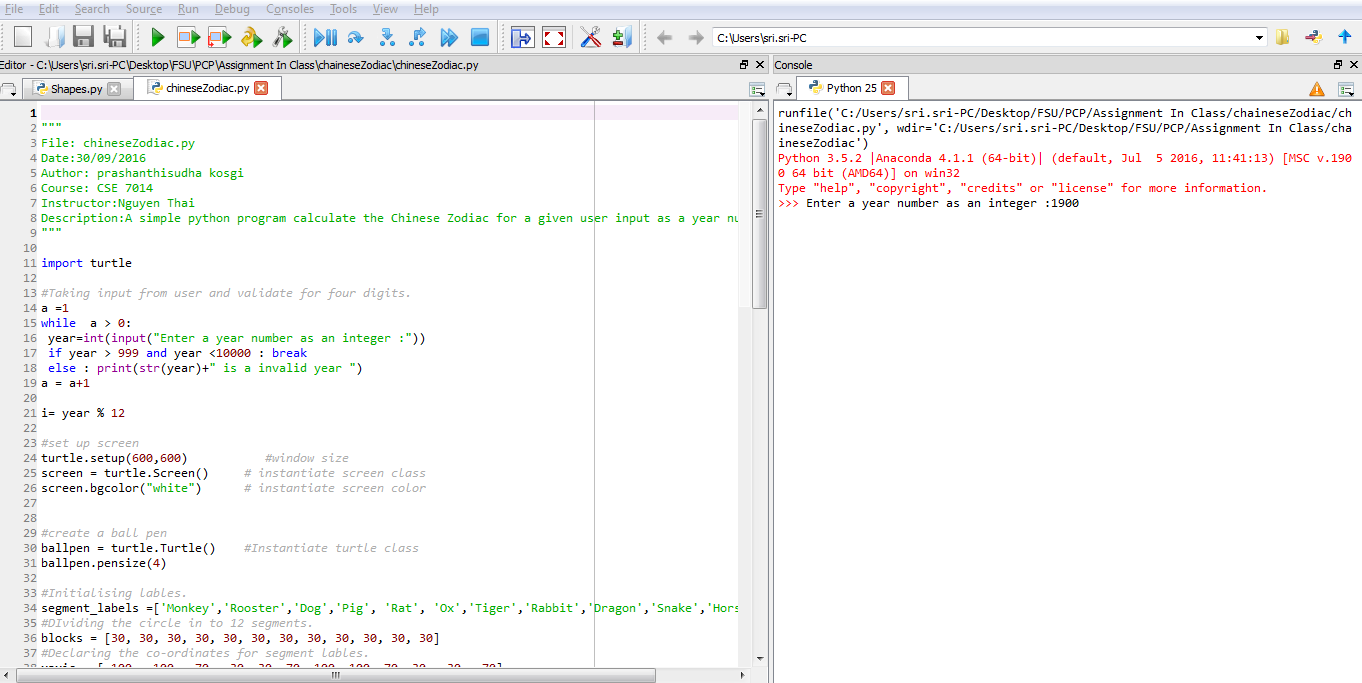 File Edit Search Source Run Debug Consoles Tools View Help
C:\Users\sri.sri-PC
Editor - C:\Users\sri.sri-PC\Desktop\FSU\PCP\Assignment In Class\chaineseZodiac\chineseZodiac.py
Shapes.py chineseZodiac.py
1
2 """
3 File: chineseZodiac.py
4 Date:30/09/2016
5 Author: prashanthisudha kosgi
6 Course: CSE 7014
7 Instructor:Nguyen Thai
8 Description:A simple python program calculate the Chinese Zodiac for a given user input as a year nu
9 """
10
11 import turtle
12
13 #Taking input from user and validate for four digits.
14 a =1
15 while  a > 0:
16  year=int(input("Enter a year number as an integer :"))
17  if year > 999 and year <10000 : break
18  else : print(str(year)+" is a invalid year ")
19 a = a+1
20
21 i= year % 12
22
23 #set up screen
24 turtle.setup(600,600)           #window size
25 screen = turtle.Screen()     # instantiate screen class
26 screen.bgcolor("white")      # instantiate screen color
27
28
29 #create a ball pen
30 ballpen = turtle.Turtle()    #Instantiate turtle class
31 ballpen.pensize(4)
32
33 #Initialising lables.
34 segment_labels =['Monkey','Rooster','Dog','Pig', 'Rat', 'Ox','Tiger','Rabbit','Dragon','Snake','Hors
35 #DIviding the circle in to 12 segments.
36 blocks = [30, 30, 30, 30, 30, 30, 30, 30, 30, 30, 30, 30]
37 #Declaring the co-ordinates for segment lables.
Console
Python 25
runfile('C:/Users/sri.sri-PC/Desktop/FSU/PCP/Assignment In Class/chaineseZodiac/ch
ineseZodiac.py', wdir='C:/Users/sri.sri-PC/Desktop/FSU/PCP/Assignment In Class/cha
ineseZodiac')
Python 3.5.2 |Anaconda 4.1.1 (64-bit)| (default, Jul  5 2016, 11:41:13) [MSC v.190
0 64 bit (AMD64)] on win32
Type "help", "copyright", "credits" or "license" for more information.
>>> Enter a year number as an integer :1900